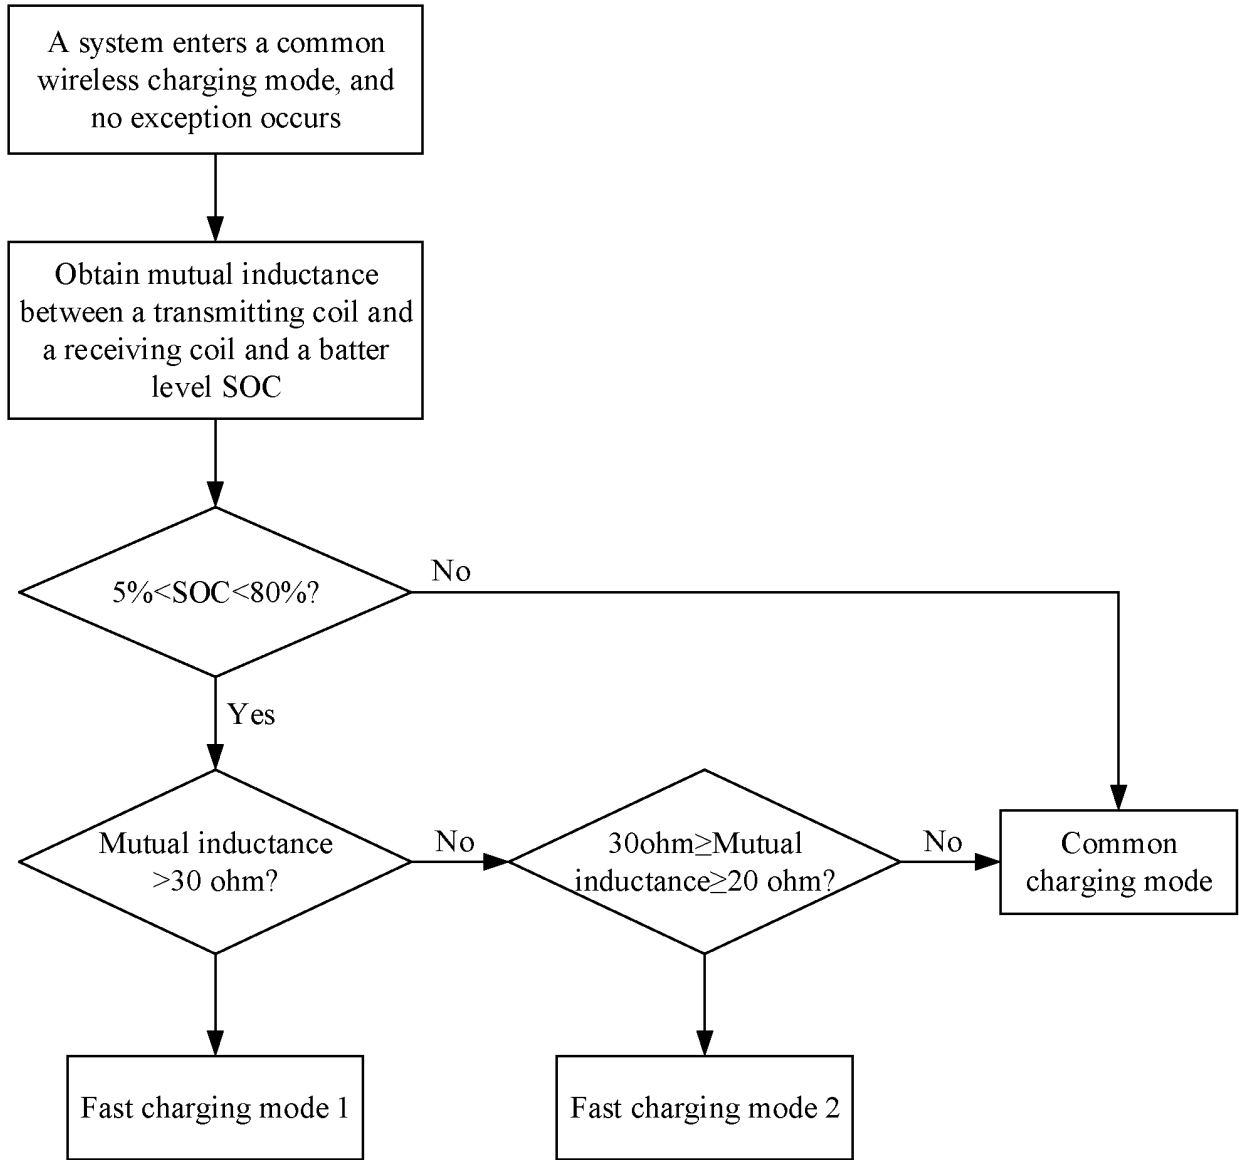 A system enters a common
wireless charging mode, and
no exception occurs
Obtain mutual inductance
between a transmitting coil and
a receiving coil and a batter
level SOC
5%<SOC<80%?
No
Yes
Mutual inductance
>30 ohm?
No
30ohm≥Mutual
inductance≥20 ohm?
No
Common
charging mode
Fast charging mode 1
Fast charging mode 2